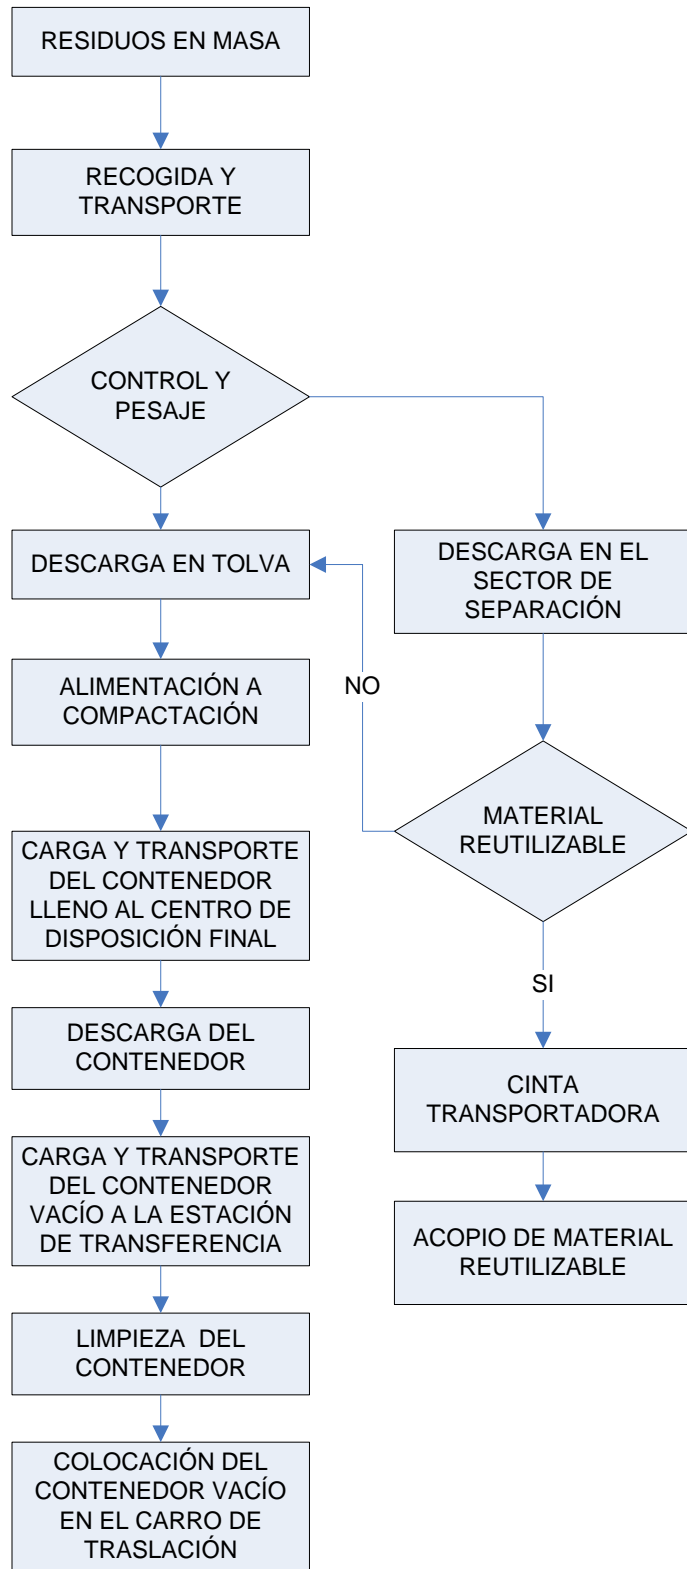 RESIDUOS EN MASA
RECOGIDA Y
TRANSPORTE
CONTROL Y
PESAJE
DESCARGA EN TOLVA
DESCARGA EN EL
SECTOR DE
SEPARACIÓN
ALIMENTACIÓN A
COMPACTACIÓN
NO
MATERIAL
REUTILIZABLE
CARGA Y TRANSPORTE
DEL CONTENEDOR
LLENO AL CENTRO DE
DISPOSICIÓN FINAL
SI
DESCARGA DEL
CONTENEDOR
CINTA
TRANSPORTADORA
CARGA Y TRANSPORTE
DEL CONTENEDOR
VACÍO A LA ESTACIÓN
DE TRANSFERENCIA
ACOPIO DE MATERIAL
REUTILIZABLE
LIMPIEZA  DEL
CONTENEDOR
COLOCACIÓN DEL
CONTENEDOR VACÍO
EN EL CARRO DE
TRASLACIÓN